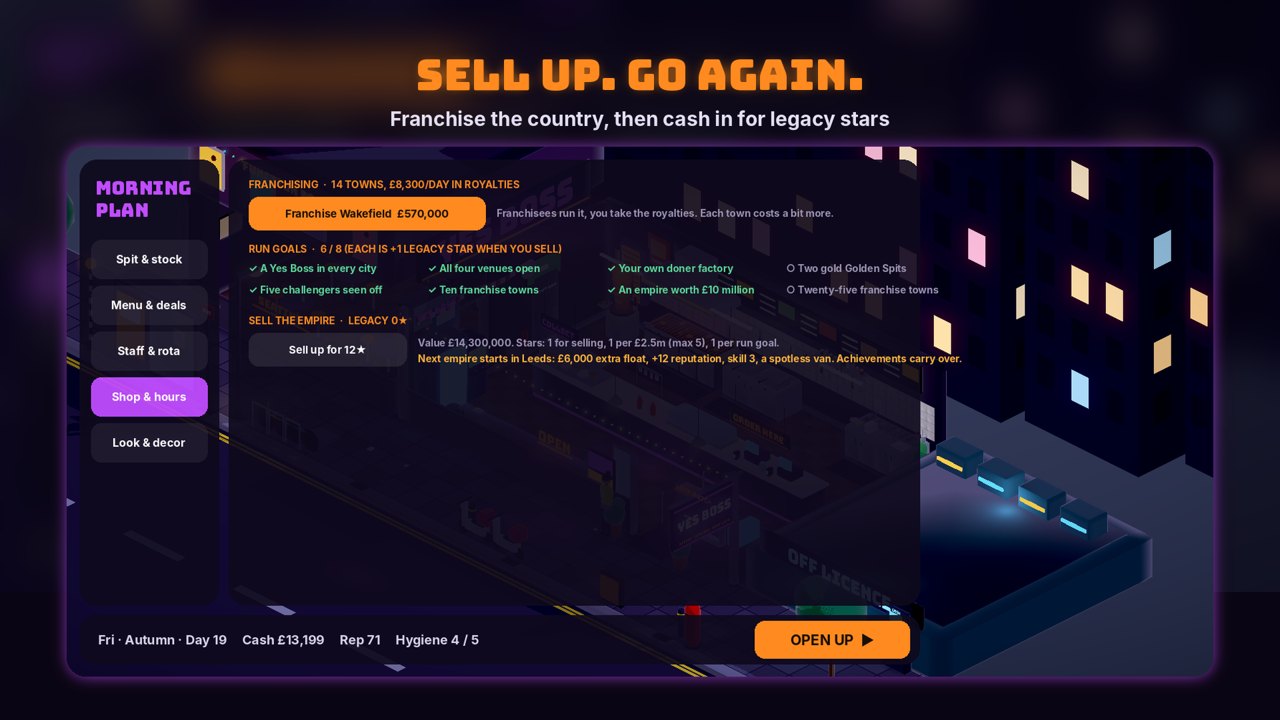 SELL UP. GO AGAIN.
Franchise the country, then cash in for legacy stars
MORNING
PLAN
Spit & stock
Menu & deals
Staff & rota
Shop & hours
Look & decor
FRANCHISING · 14 TOWNS, £8,300/DAY IN ROYALTIES
Franchise Wakefield £570,000
Franchisees run it, you take the royalties. Each town costs a bit more.
RUN GOALS · 6 / 8 (EACH IS +1 LEGACY STAR WHEN YOU SELL)
✓ A Yes Boss in every city
✓ All four venues open
✓ Your own doner factory
○ Two gold Golden Spits
✓ Five challengers seen off
✓ Ten franchise towns
✓ An empire worth £10 million
○ Twenty-five franchise towns
SELL THE EMPIRE · LEGACY 0★
Sell up for 12★
Value £14,300,000. Stars: 1 for selling, 1 per £2.5m (max 5), 1 per run goal.
Next empire starts in Leeds: £6,000 extra float, +12 reputation, skill 3, a spotless van. Achievements carry over.
BOSS
ORDER HERE
OPEN
YES BOSS
OFF LICENCE
Fri · Autumn · Day 19 Cash £13,199 Rep 71 Hygiene 4 / 5
OPEN UP ▶